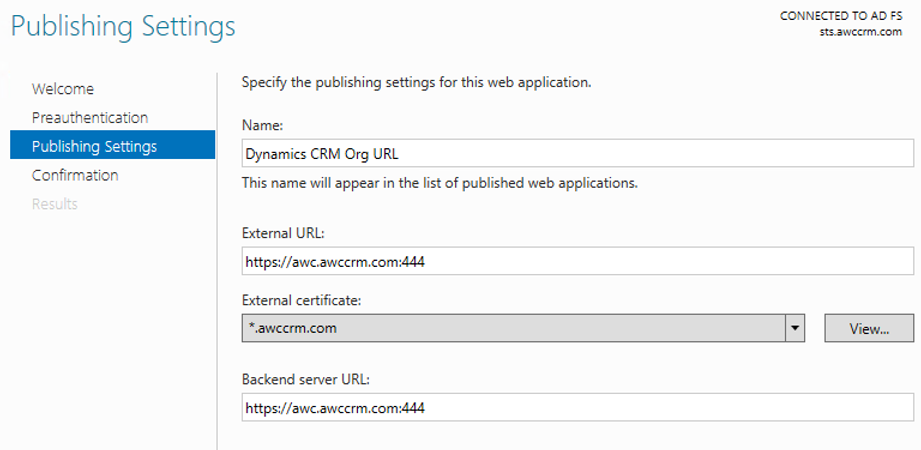 Publishing Settings
CONNECTED TO AD FS
sts.awccrm.com
Welcome
Preauthentication
Publishing Settings
Confirmation
Results
Specify the publishing settings for this web application.
Name:
Dynamics CRM Org URL
This name will appear in the list of published web applications.
External URL:
https://awc.awccrm.com:444
External certificate:
*.awccrm.com
View...
Backend server URL:
https://awc.awccrm.com:444